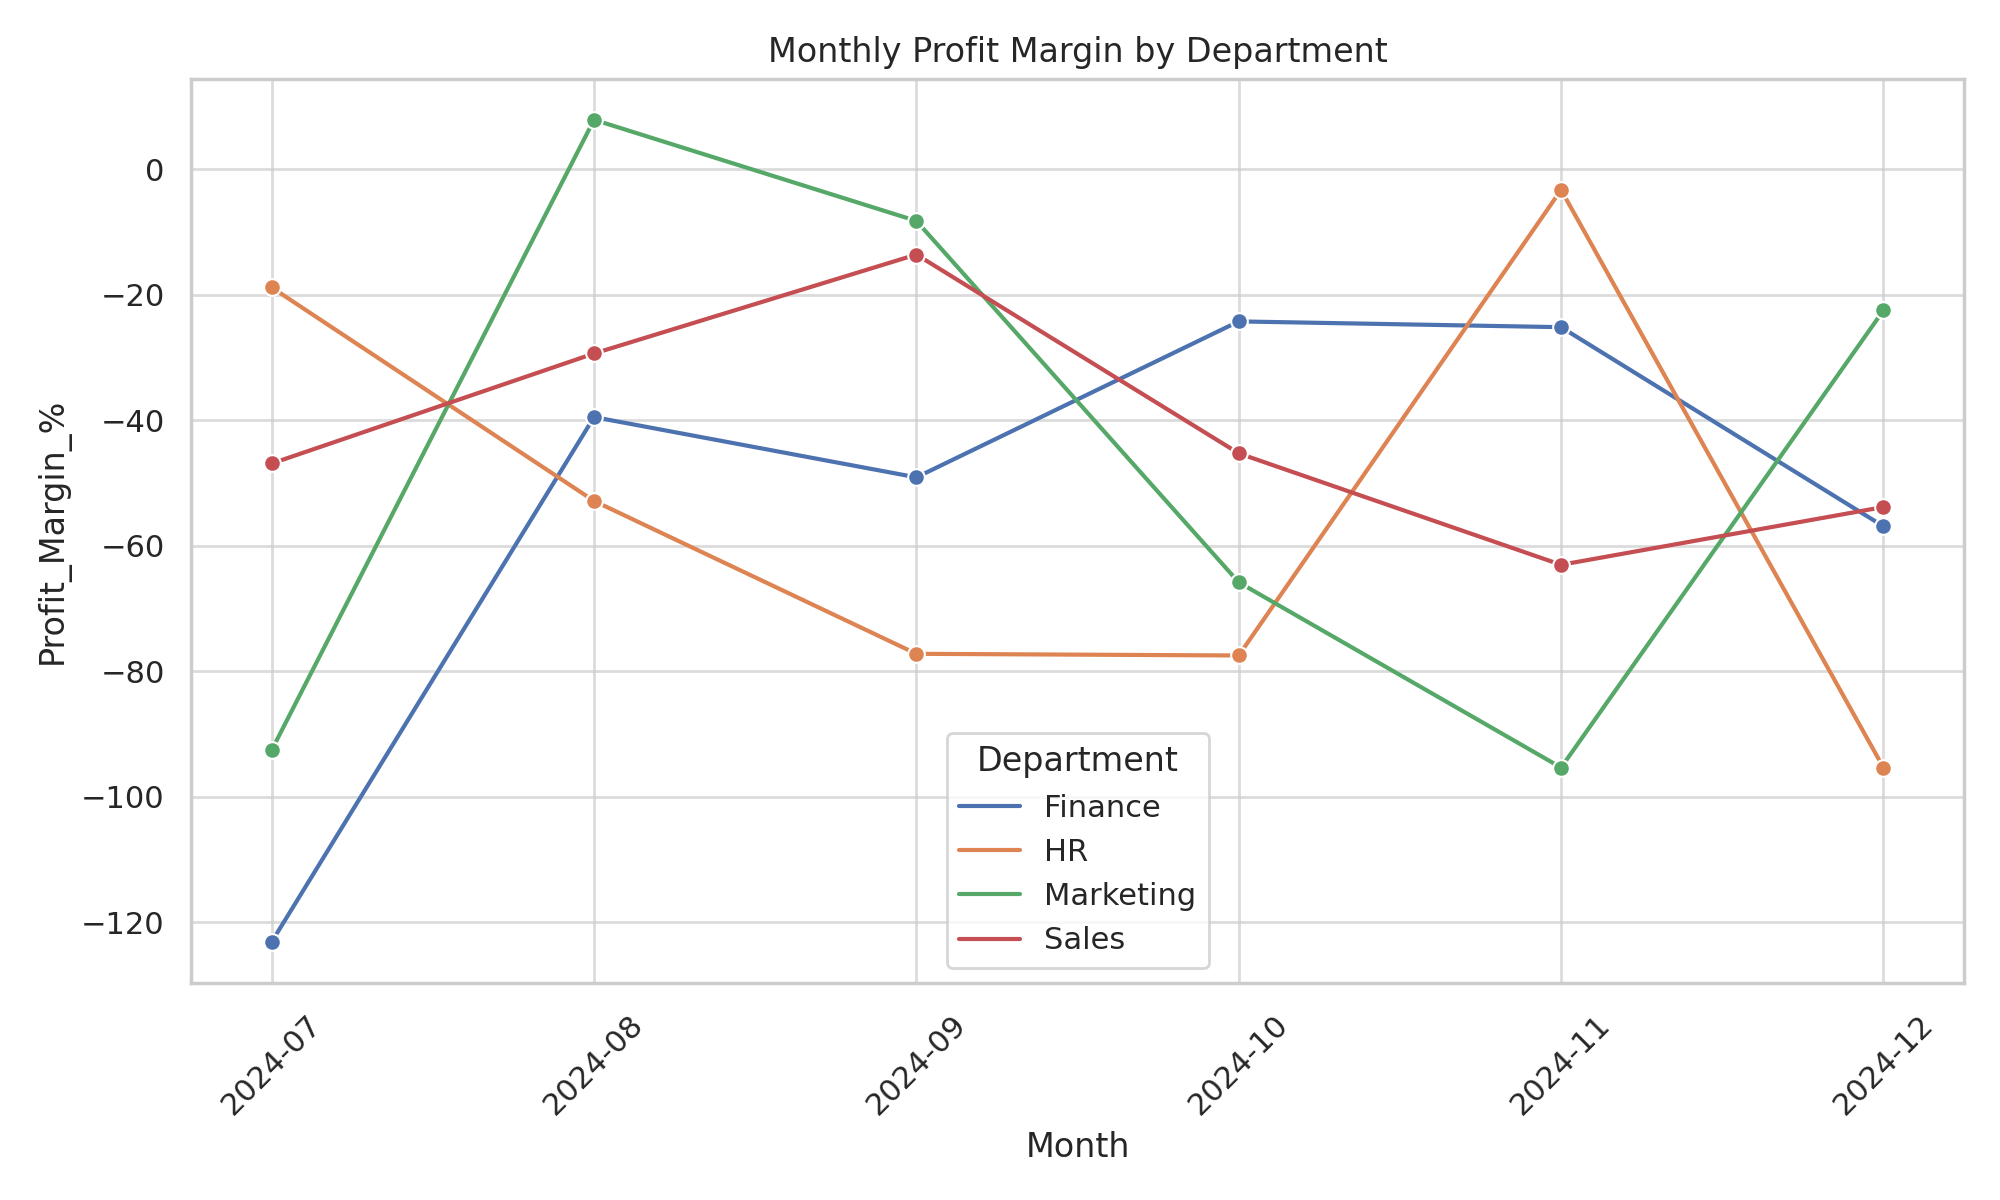 Monthly Profit Margin by Department
Profit_Margin_%
0
−20
−40
−60
−80
−100
−120
Department
Finance
HR
Marketing
Sales
2024-07
2024-08
2024-09
2024-10
2024-11
2024-12
Month